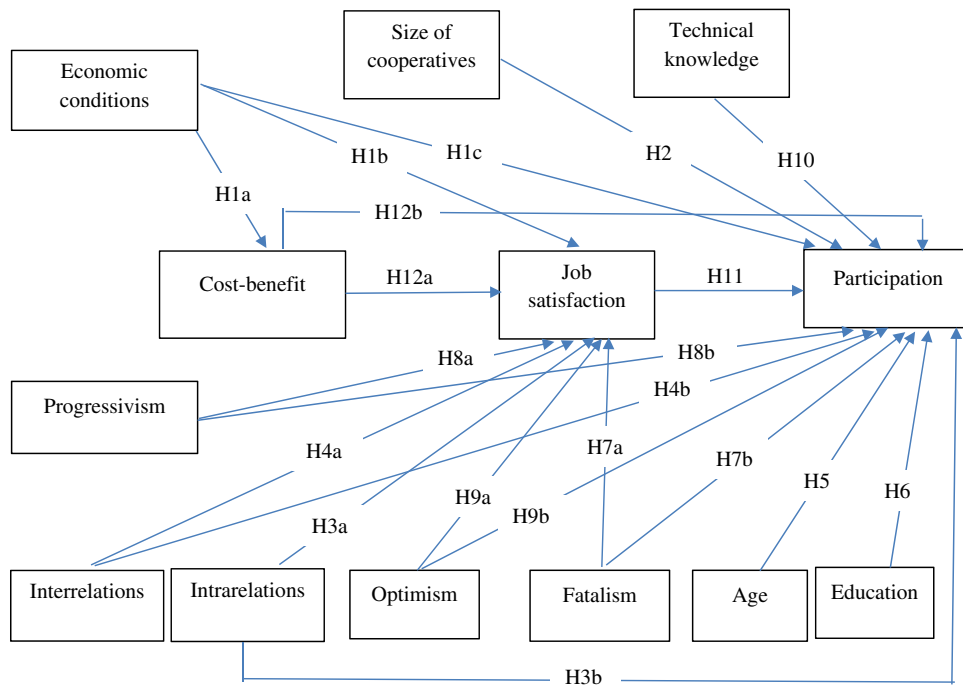 Size of
cooperatives
Technical
knowledge
Economic
conditions
H1b
H1c
H2
H10
H1a
H12b
Cost-benefit
H12a
Job
satisfaction
H11
Participation
H8a
H8b
Progressivism
H4b
H4a
H7a
H7b
H9a
H5
H6
H3a
H9b
Interrelations
Intrarelations
Optimism
Fatalism
Age
Education
H3b